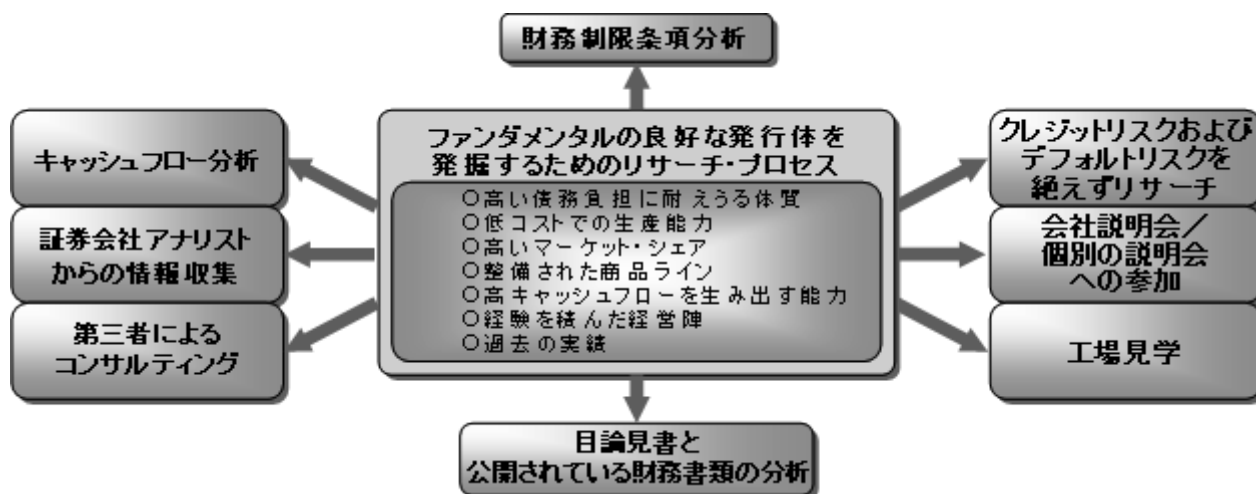 財務制限条項分析
キャッシュフロー分析
証券会社アナリスト
からの情報収集
第三者による
コンサルティング
ファンダメンタルの良好な発行体を
発掘するためのリサーチ・プロセス
○高い債務負担に耐えうる体質
○低コストでの生産能力
○高いマーケット・シェア
○整備された商品ライン
○高キャッシュフローを生み出す能力
○経験を積んだ経営陣
○過去の実績
クレジットリスクおよび
デフォルトリスクを
絶えずリサーチ
会社説明会/
個別の説明会
への参加
工場見学
目論見書と
公開されている財務書類の分析